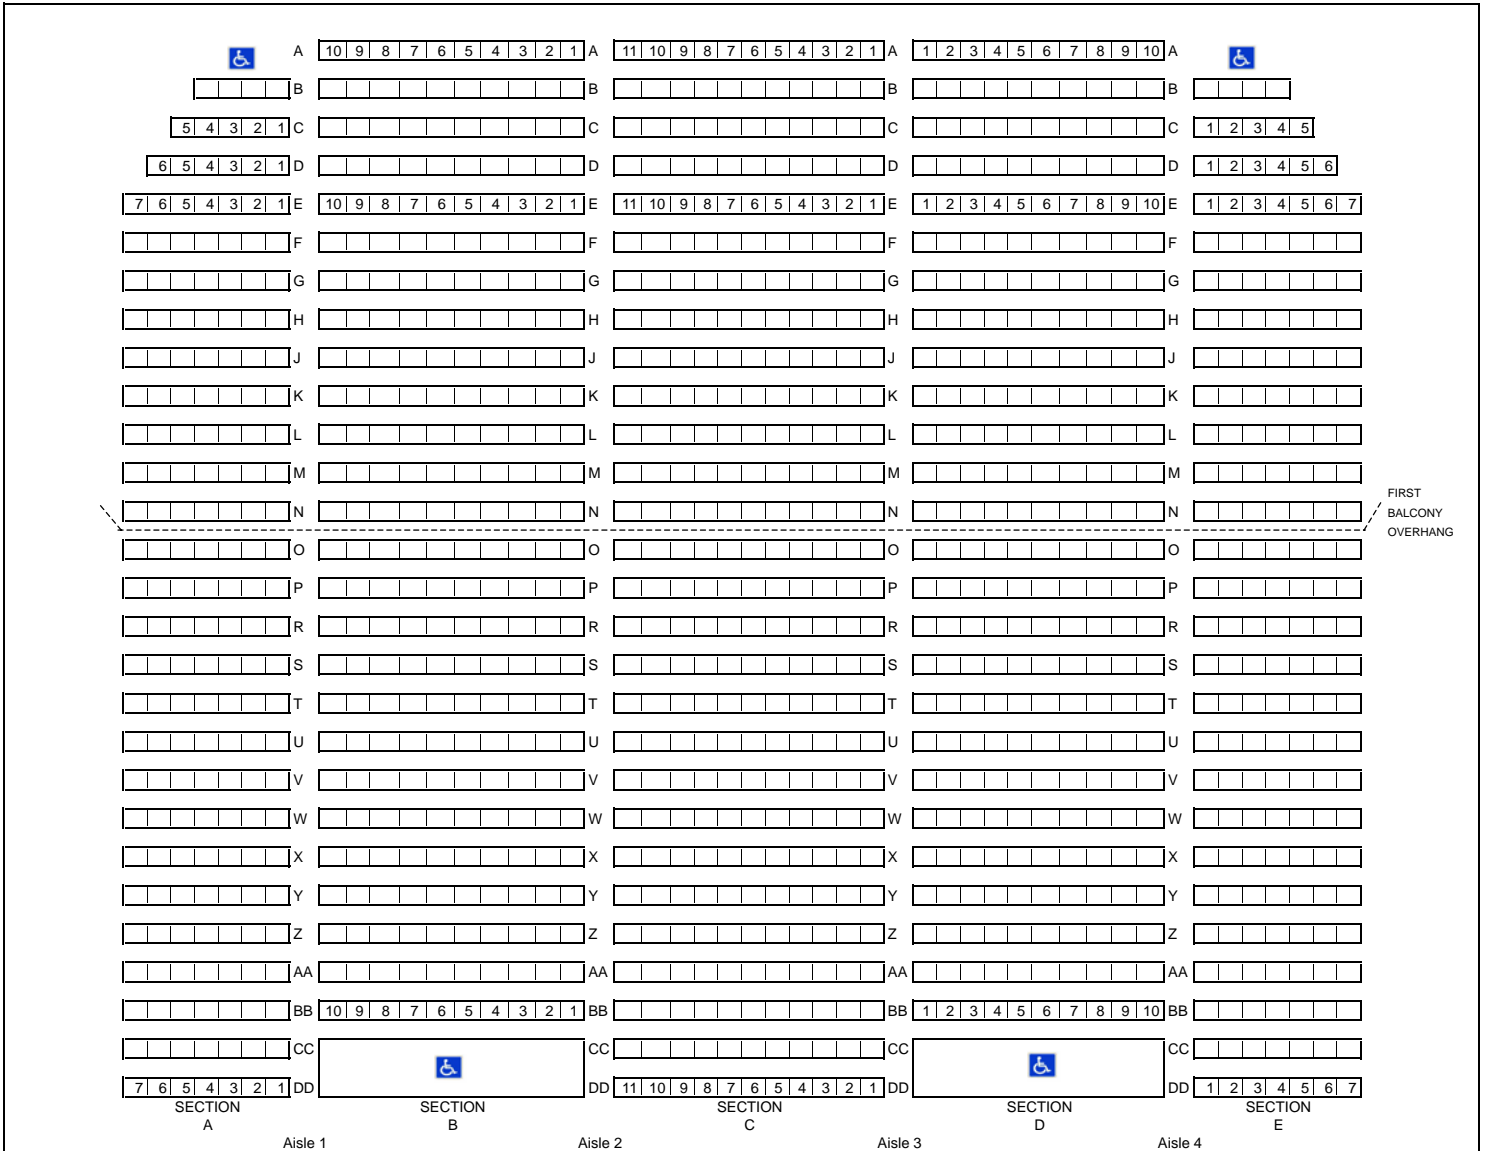 A 10 9 8 7 6 5 4 3 2 1 A 11 10 9 8 7 6 5 4 3 2 1 A 1 2 3 4 5 6 7 8 9 10 A
B B B B
5 4 3 2 1 C C C C 1 2 3 4 5
6 5 4 3 2 1 D D D D 1 2 3 4 5 6
7 6 5 4 3 2 1 E 10 9 8 7 6 5 4 3 2 1 E 11 10 9 8 7 6 5 4 3 2 1 E 1 2 3 4 5 6 7 8 9 10 E 1 2 3 4 5 6 7
F F F F
G G G G
H H H H
J J J J
K K K K
L L L L
M M M M
N N N N
FIRST
BALCONY
OVERHANG
O O O O
P P P P
R R R R
S S S S
T T T T
U U U U
V V V V
W W W W
X X X X
Y Y Y Y
Z Z Z Z
AA AA AA AA
BB 10 9 8 7 6 5 4 3 2 1 BB BB 1 2 3 4 5 6 7 8 9 10 BB
CC CC CC CC
7 6 5 4 3 2 1 DD DD 11 10 9 8 7 6 5 4 3 2 1 DD DD 1 2 3 4 5 6 7
SECTION SECTION SECTION SECTION SECTION
A B C D E
Aisle 1 Aisle 2 Aisle 3 Aisle 4